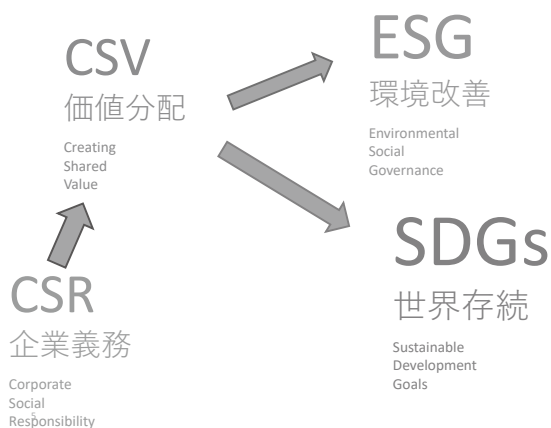 CSV
価値分配
Creating
Shared
Value
ESG
環境改善
Environmental
Social
Governance
CSR
企業義務
Corporate
Social
Responsibility
5
SDGs
世界存続
Sustainable
Development
Goals